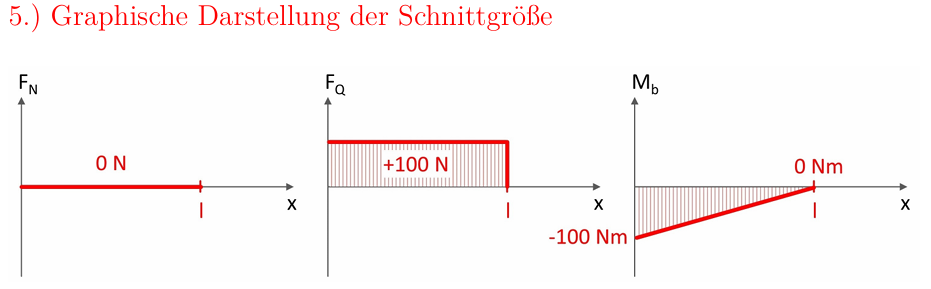 5.) Graphische Darstellung der Schnittgröße
F_N
0 N
l
x
F_Q
+100 N
l
x
M_b
0 Nm
l
x
-100 Nm